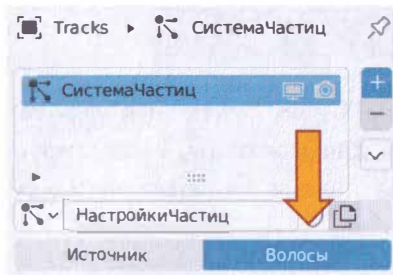 Tracks ▸ СистемаЧастиц
СистемаЧастиц
НастройкиЧастиц
Источник Волосы